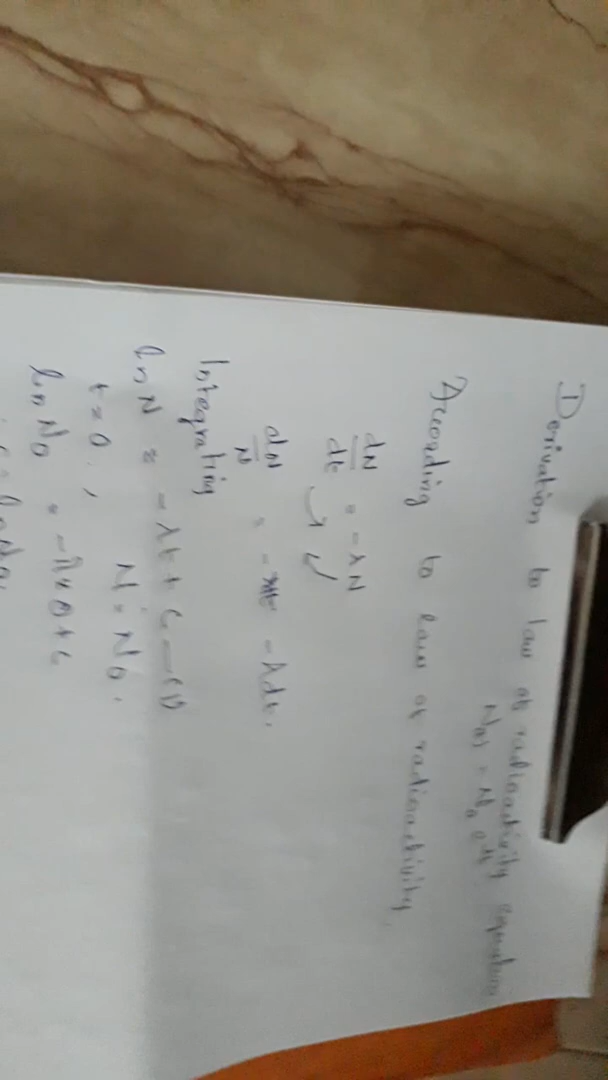 Derivation to law of radioactivity equation
N(t) = N₀ e^-λt
According to law of radioactivity,
dN/dt = -λN
dN/N = -λdt.
Integrating
ln N = -λt + c —(1)
t=0, N=N₀.
ln N₀ = -λ×0+c